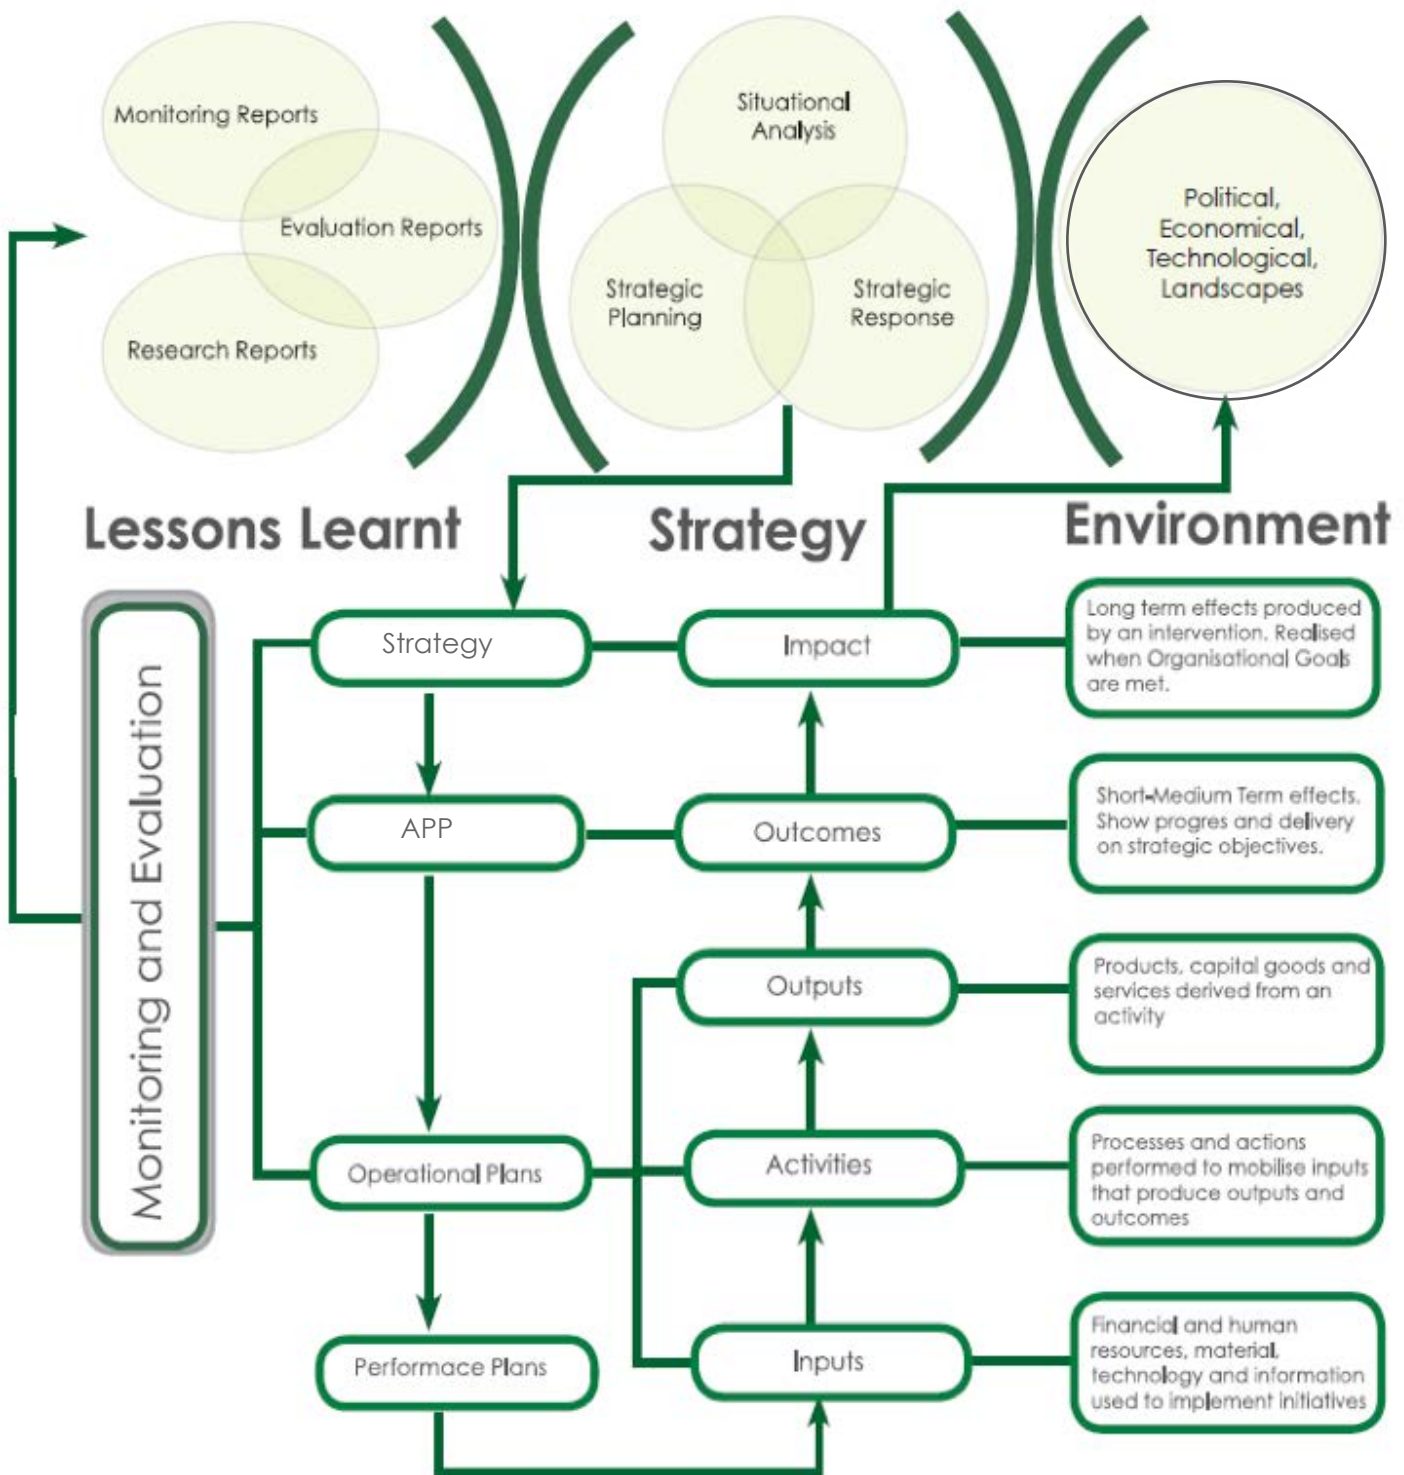 Monitoring Reports
Evaluation Reports
Research Reports
Situational
Analysis
Strategic
Planning
Strategic
Response
Political,
Economical,
Technological,
Landscapes
Lessons Learnt
Strategy
Environment
Monitoring and Evaluation
Strategy
Impact
Long term effects produced
by an intervention. Realised
when Organisational Goals
are met.
APP
Outcomes
Short-Medium Term effects.
Show progres and delivery
on strategic objectives.
Outputs
Products, capital goods and
services derived from an
activity
Operational Plans
Activities
Processes and actions
performed to mobilise inputs
that produce outputs and
outcomes
Performace Plans
Inputs
Financial and human
resources, material,
technology and information
used to implement initiatives